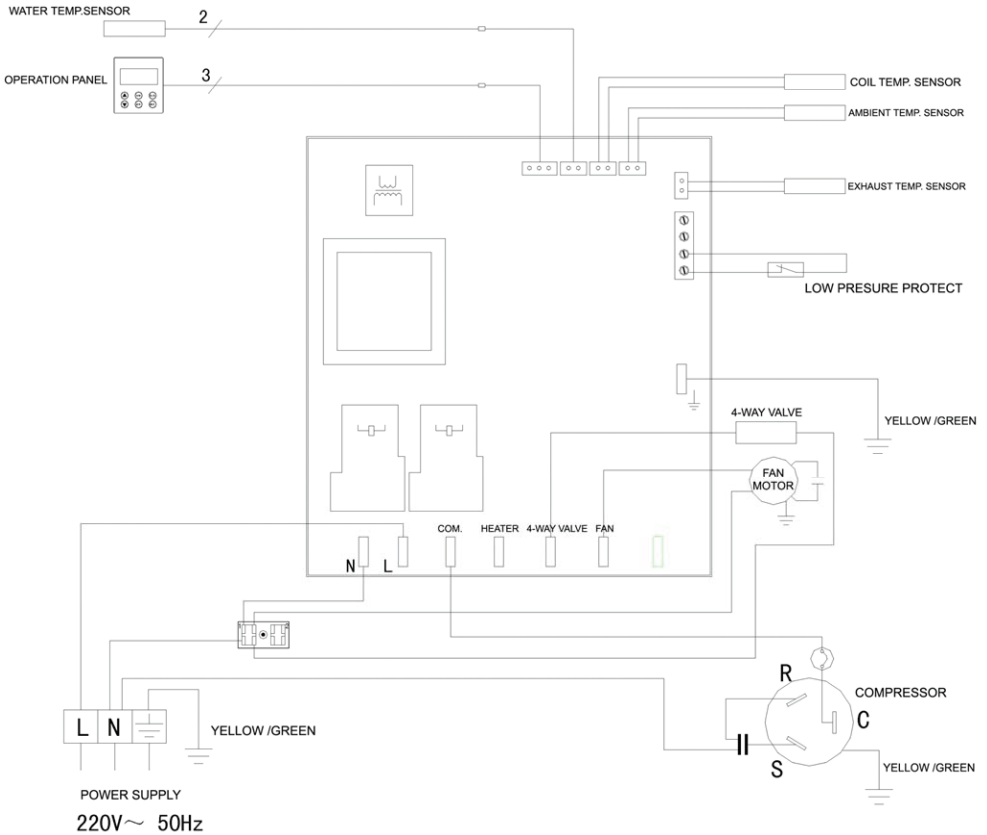 WATER TEMP.SENSOR
2
OPERATION PANEL
3
COIL TEMP. SENSOR
AMBIENT TEMP. SENSOR
EXHAUST TEMP. SENSOR
LOW PRESURE PROTECT
4-WAY VALVE
YELLOW /GREEN
FAN
MOTOR
COM.
HEATER
4-WAY VALVE
FAN
N
L
R
COMPRESSOR
C
S
L
N
YELLOW /GREEN
YELLOW /GREEN
POWER SUPPLY
220V～ 50Hz